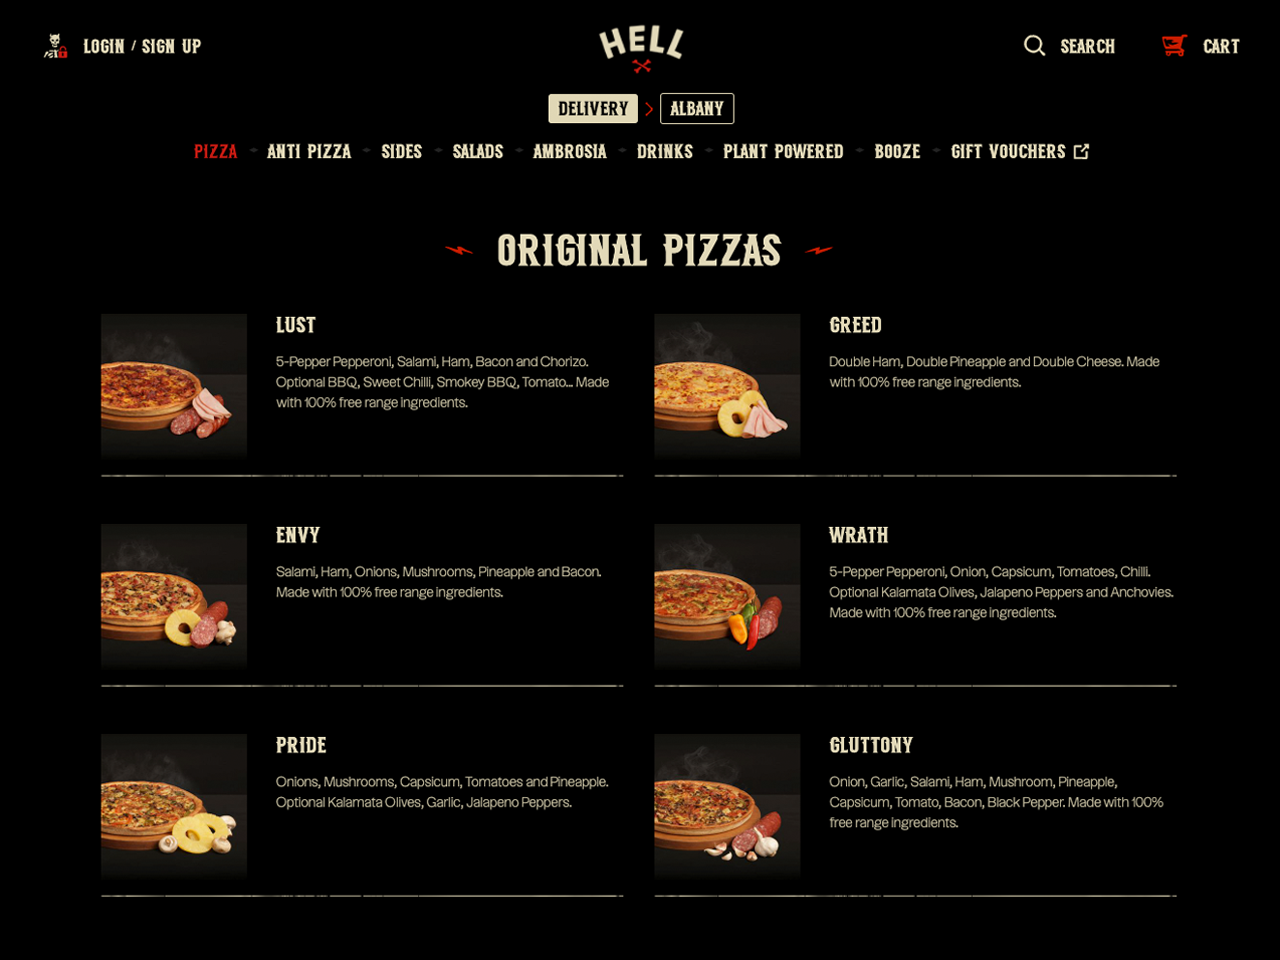 LOGIN / SIGN UP
HELL
SEARCH
CART
DELIVERY
ALBANY
PIZZA
ANTI PIZZA
SIDES
SALADS
AMBROSIA
DRINKS
PLANT POWERED
BOOZE
GIFT VOUCHERS
ORIGINAL PIZZAS
LUST
5-Pepper Pepperoni, Salami, Ham, Bacon and Chorizo.
Optional BBQ, Sweet Chilli, Smokey BBQ, Tomato... Made
with 100% free range ingredients.
GREED
Double Ham, Double Pineapple and Double Cheese. Made
with 100% free range ingredients.
ENVY
Salami, Ham, Onions, Mushrooms, Pineapple and Bacon.
Made with 100% free range ingredients.
WRATH
5-Pepper Pepperoni, Onion, Capsicum, Tomatoes, Chilli.
Optional Kalamata Olives, Jalapeno Peppers and Anchovies.
Made with 100% free range ingredients.
PRIDE
Onions, Mushrooms, Capsicum, Tomatoes and Pineapple.
Optional Kalamata Olives, Garlic, Jalapeno Peppers.
GLUTTONY
Onion, Garlic, Salami, Ham, Mushroom, Pineapple,
Capsicum, Tomato, Bacon, Black Pepper. Made with 100%
free range ingredients.